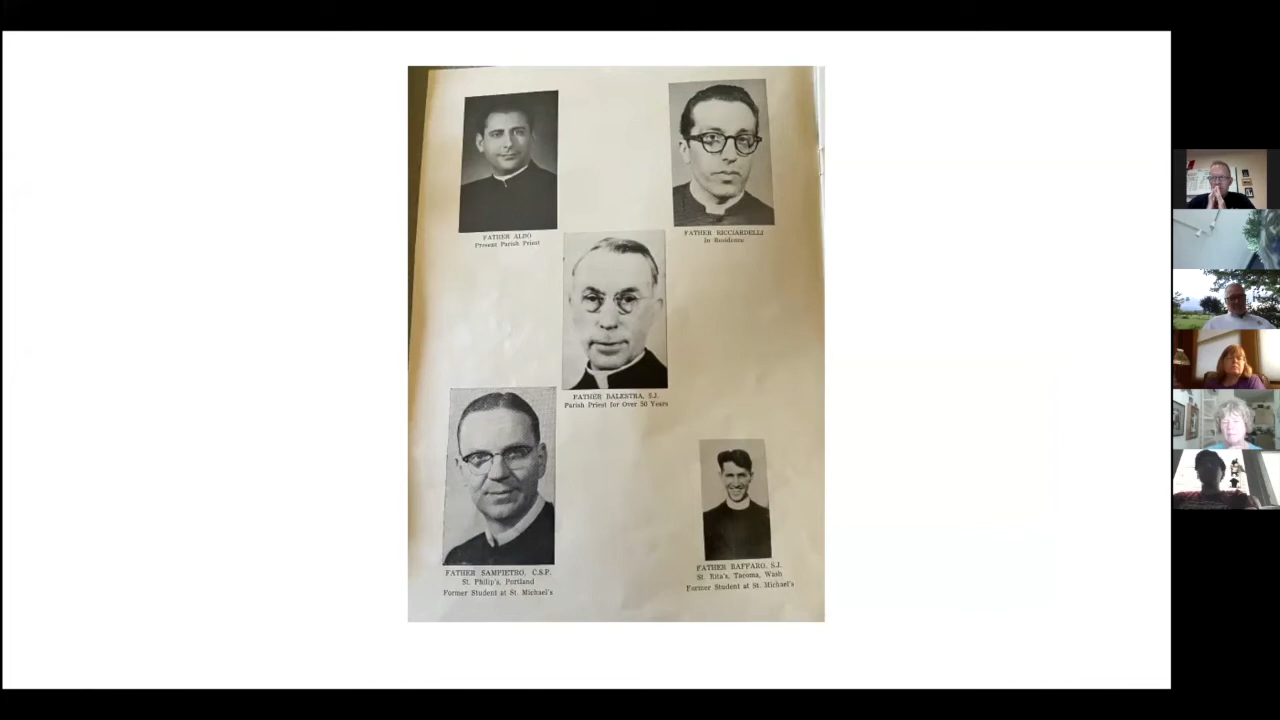 FATHER ALDO
Present Parish Priest
FATHER RICCIARDELLI
In Residence
FATHER BALESTRA, S.J.
Parish Priest for Over 50 Years
FATHER SAMPIETRO, C.S.P.
St. Philip's, Portland
Former Student at St. Michael's
FATHER RAFFARO, S.J.
St. Rita's, Tacoma, Wash
Former Student at St. Michael's